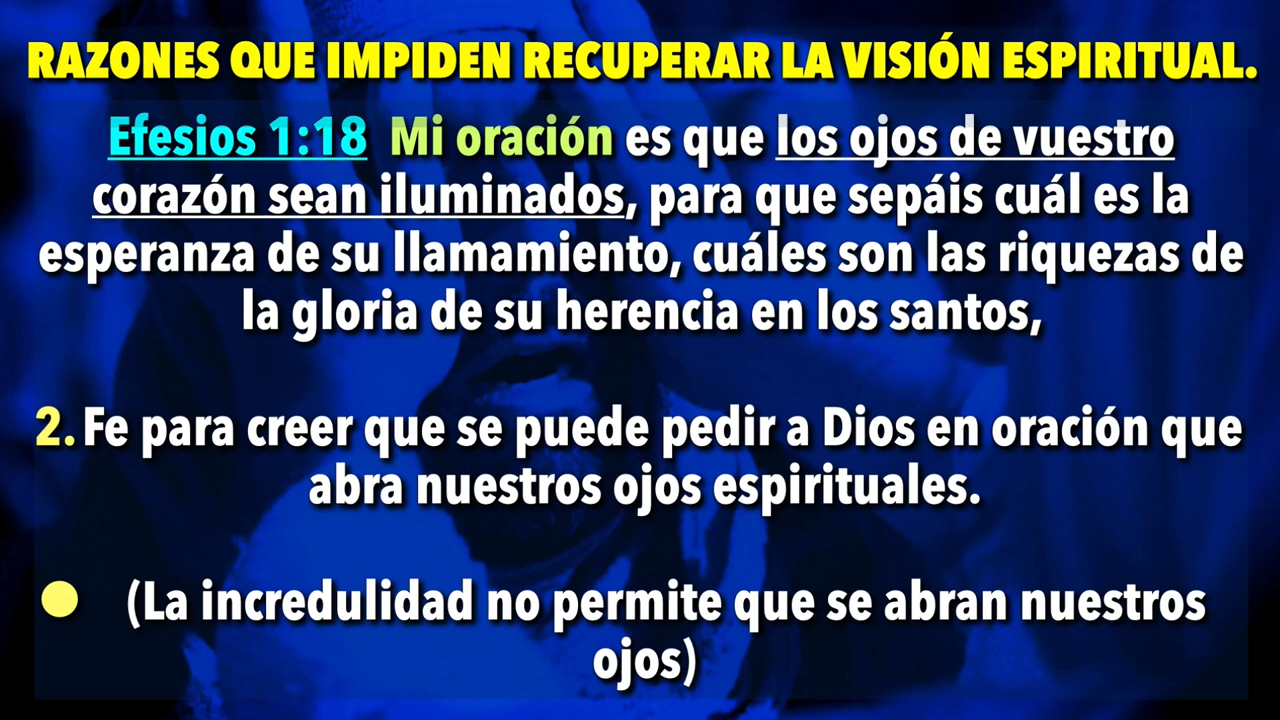 RAZONES QUE IMPIDEN RECUPERAR LA VISIÓN ESPIRITUAL.
Efesios 1:18 Mi oración es que los ojos de vuestro
corazón sean iluminados, para que sepáis cuál es la
esperanza de su llamamiento, cuáles son las riquezas de
la gloria de su herencia en los santos,
2. Fe para creer que se puede pedir a Dios en oración que
abra nuestros ojos espirituales.
(La incredulidad no permite que se abran nuestros
ojos)